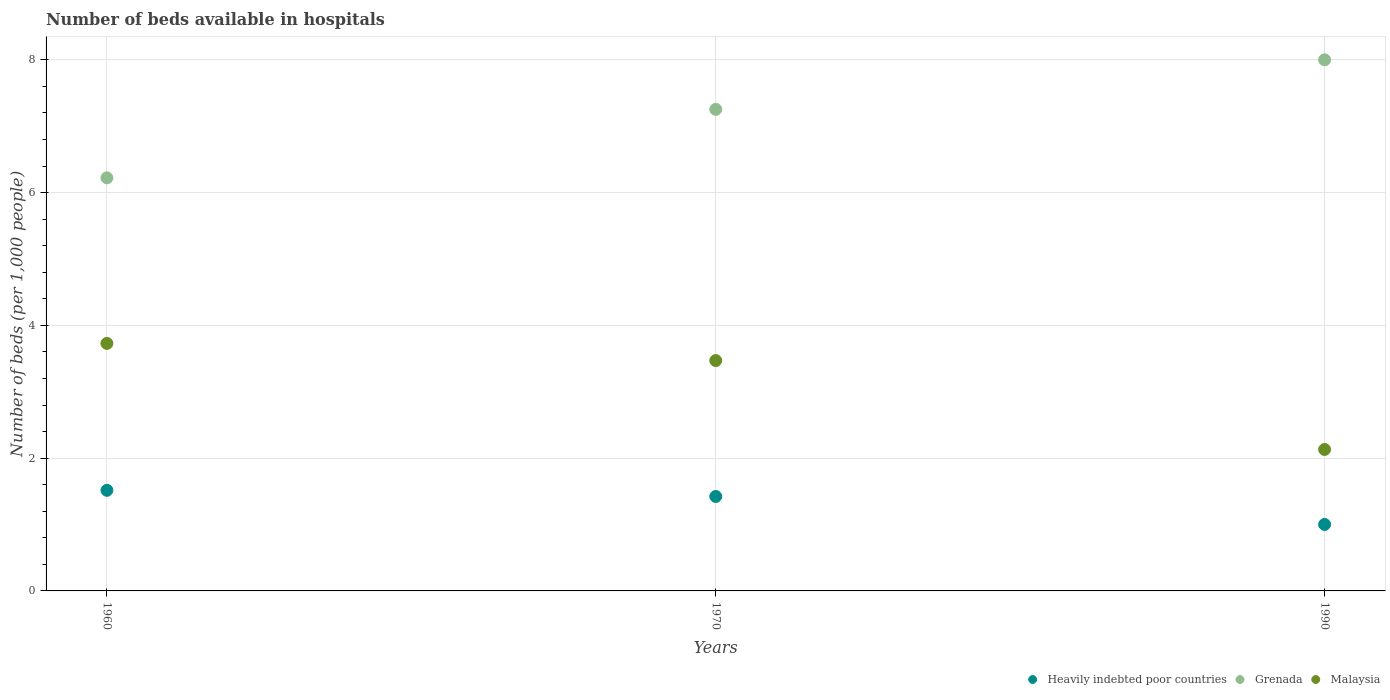 Number of beds available in hospitals
Number of beds (per 1,000 people)
8
6
4
2
0
1960
1970
1990
Years
Heavily indebted poor countries
Grenada
Malaysia